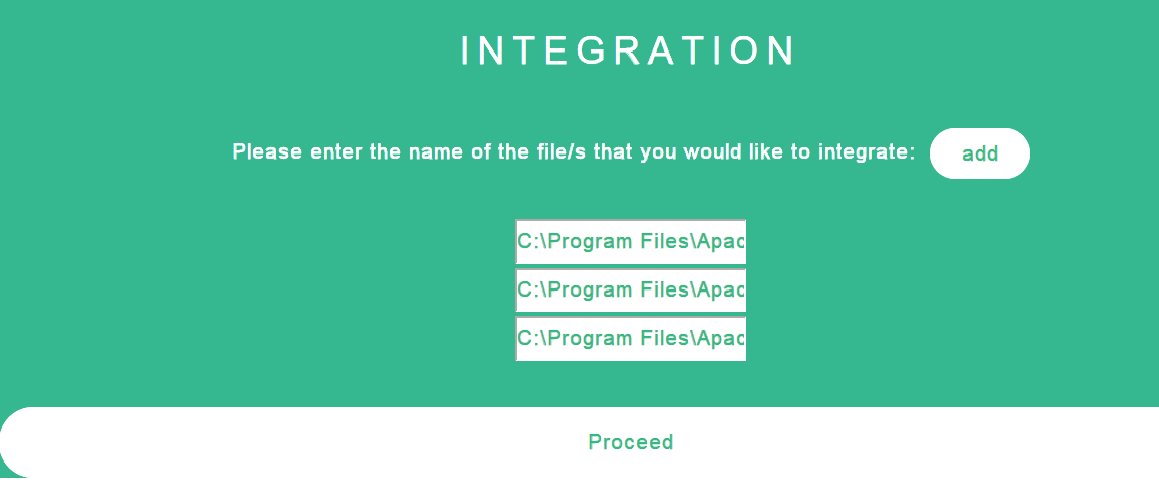 INTEGRATION
Please enter the name of the file/s that you would like to integrate: add
C:\Program Files\Apac
C:\Program Files\Apac
C:\Program Files\Apac
Proceed